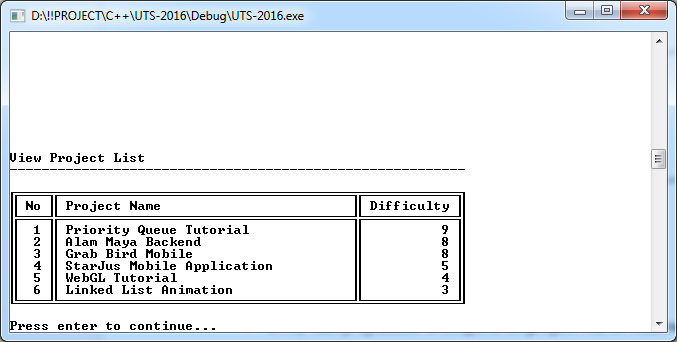 D:\!!PROJECT\C++\UTS-2016\Debug\UTS-2016.exe
View Project List
No Project Name Difficulty
1 Priority Queue Tutorial 9
2 Alam Maya Backend 8
3 Grab Bird Mobile 8
4 StarJus Mobile Application 5
5 WebGL Tutorial 4
6 Linked List Animation 3
Press enter to continue...